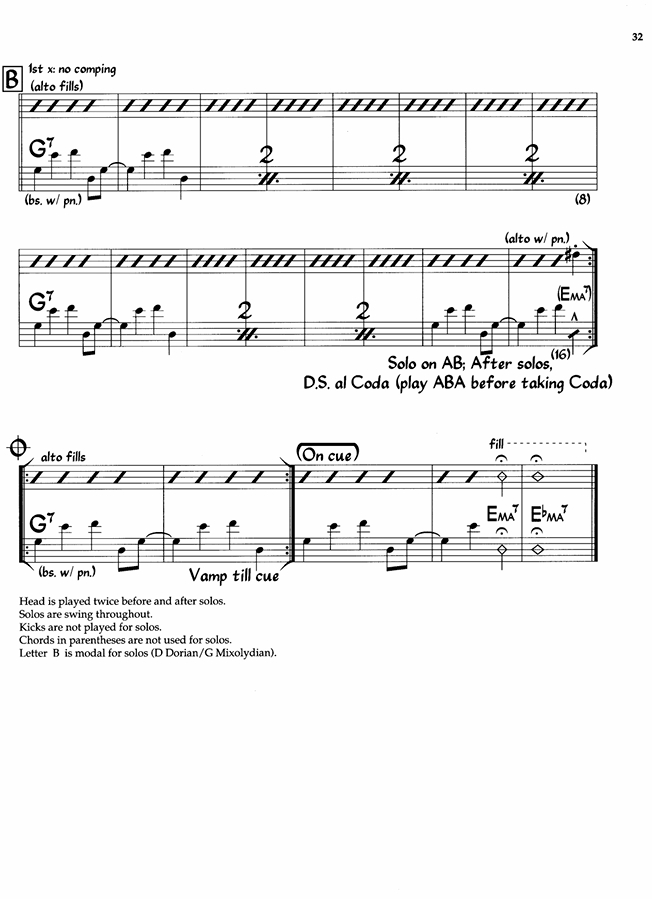 32
B
1st x: no comping
(alto fills)
G7
2 2 2
(bs. w/ pn.) (8)
(alto w/ pn.)
G7
2 2
(EMA7)
(16)
Solo on AB; After solos,
D.S. al Coda (play ABA before taking Coda)
alto fills
(On cue)
fill
G7
EMA7 E♭MA7
(bs. w/ pn.)
Vamp till cue
Head is played twice before and after solos.
Solos are swing throughout.
Kicks are not played for solos.
Chords in parentheses are not used for solos.
Letter B is modal for solos (D Dorian/G Mixolydian).